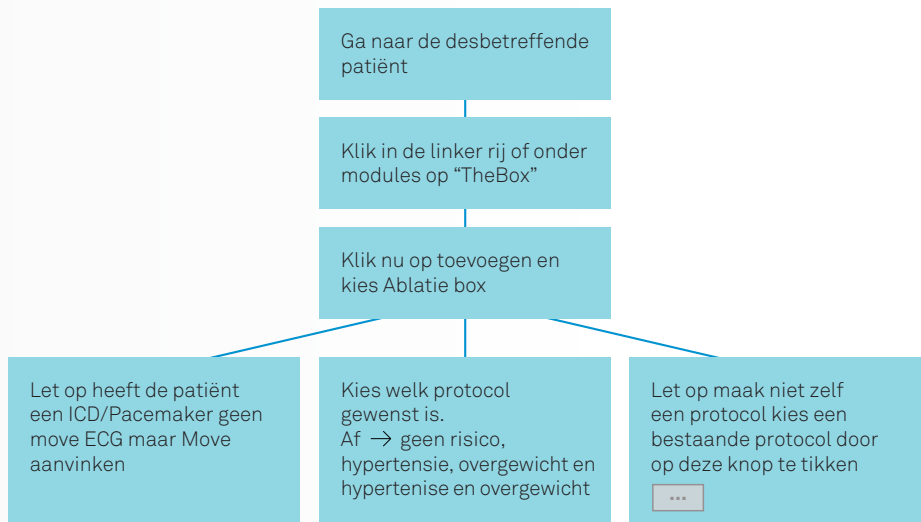 Ga naar de desbetreffende
patiënt
Klik in de linker rij of onder
modules op “TheBox”
Klik nu op toevoegen en
kies Ablatie box
Let op heeft de patiënt
een ICD/Pacemaker geen
move ECG maar Move
aanvinken
Kies welk protocol
gewenst is.
Af → geen risico,
hypertensie, overgewicht en
hypertenise en overgewicht
Let op maak niet zelf
een protocol kies een
bestaande protocol door
op deze knop te tikken
...